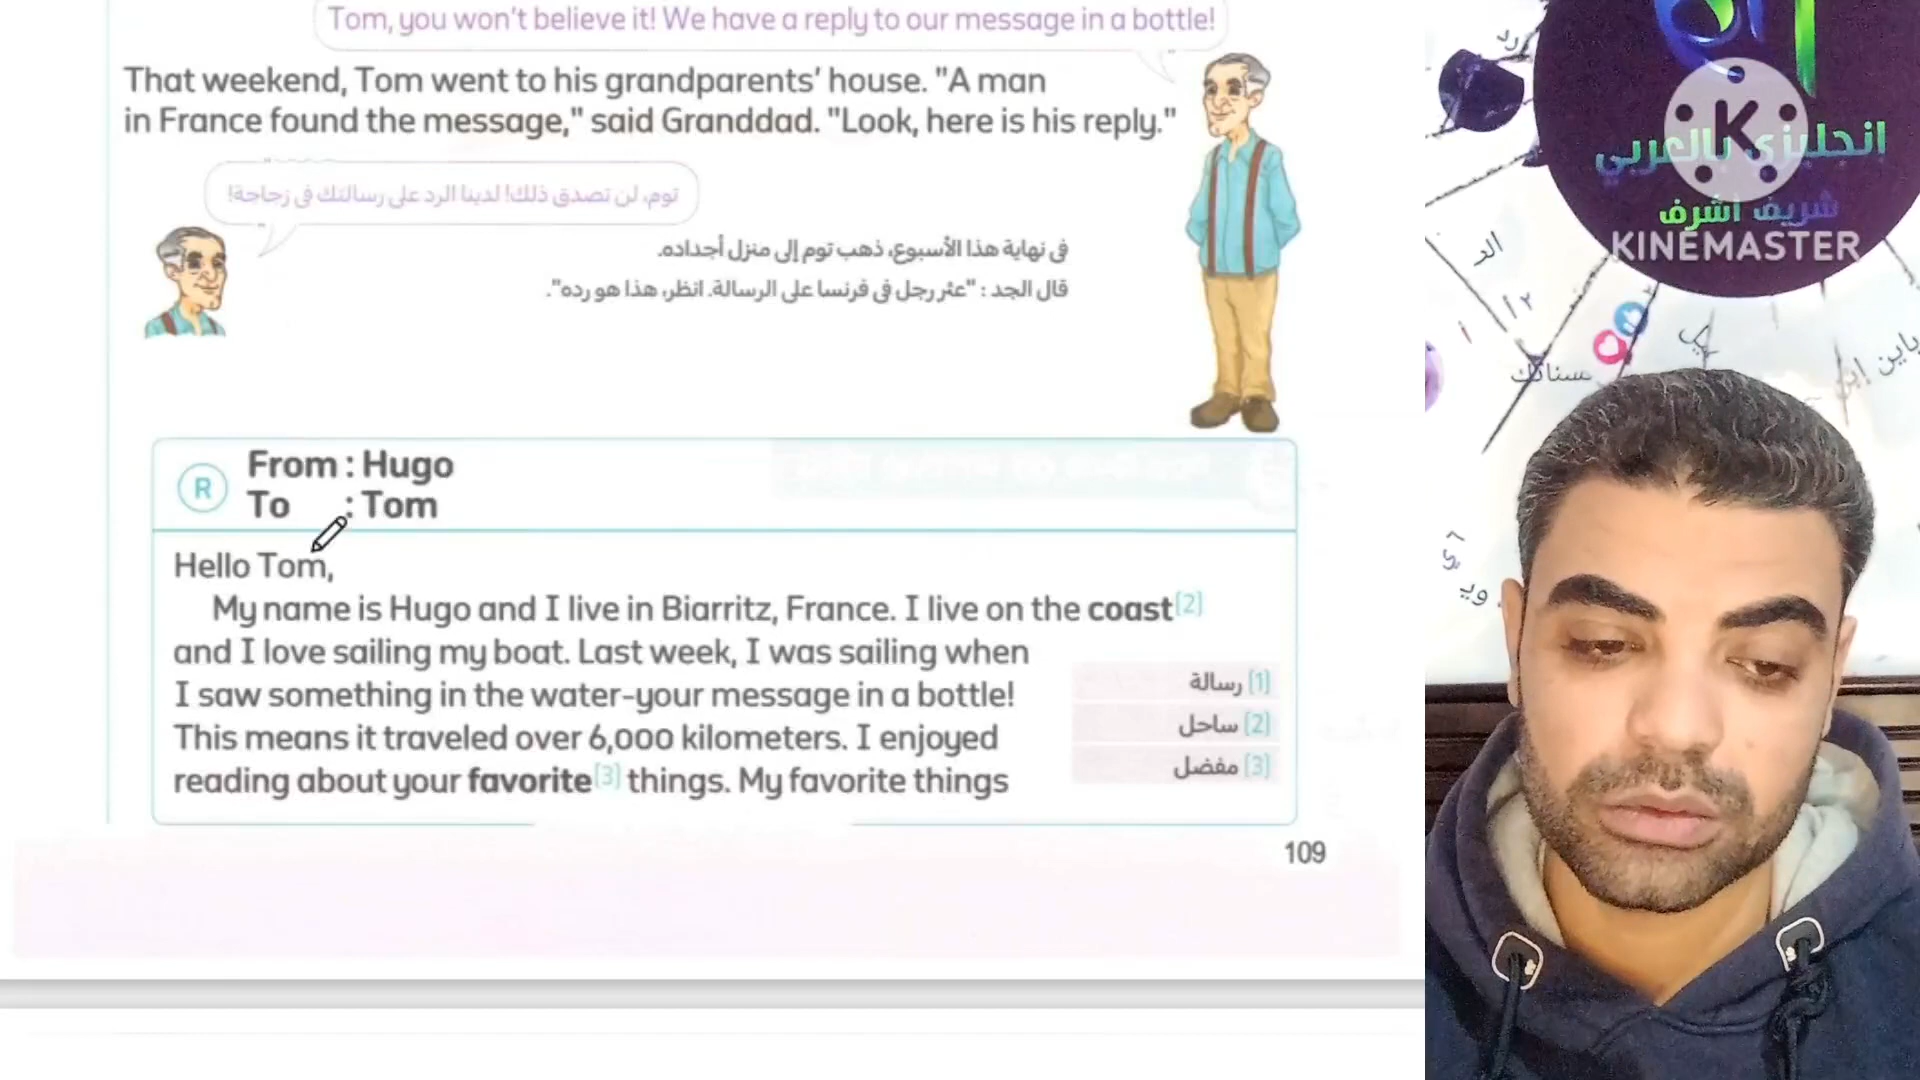 Tom, you won't believe it! We have a reply to our message in a bottle!
That weekend, Tom went to his grandparents' house. "A man
in France found the message," said Granddad. "Look, here is his reply."
توم، لن تصدق ذلك! لدينا الرد على رسالتك فى زجاجة!
فى نهاية هذا الأسبوع، ذهب توم إلى منزل أجداده.
قال الجد : "عثر رجل فى فرنسا على الرسالة. انظر، هذا هو رده".
R
From : Hugo
To : Tom
Hello Tom,
My name is Hugo and I live in Biarritz, France. I live on the coast[2]
and I love sailing my boat. Last week, I was sailing when
I saw something in the water-your message in a bottle!
This means it traveled over 6,000 kilometers. I enjoyed
reading about your favorite[3] things. My favorite things
[1] رسالة
[2] ساحل
[3] مفضل
109
انجليزي بالعربي
شريف اشرف
K
KINEMASTER
الد
أ ٢
أ
سناتك